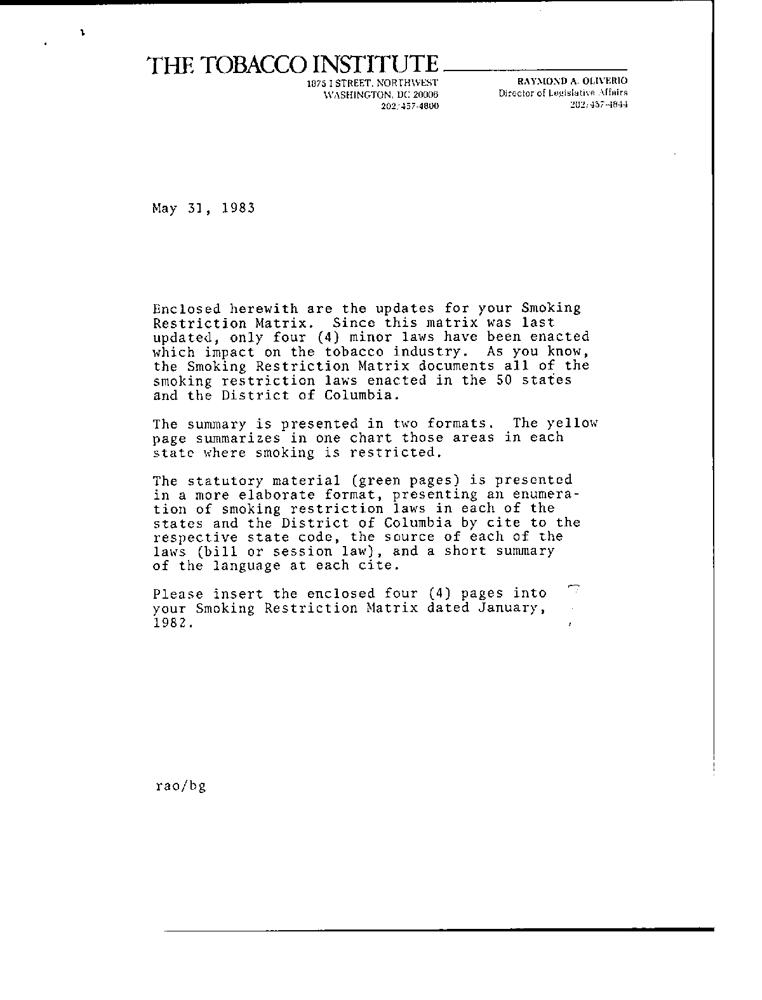 THE TOBACCO INSTITUTE
1875 I STREET, NORTHWEST
WASHINGTON, DC 20006
202/457-4800
RAYMOND A. OLIVERIO
Director of Legislative Affairs
202/457-4844
May 31, 1983
Enclosed herewith are the updates for your Smoking
Restriction Matrix. Since this matrix was last
updated, only four (4) minor laws have been enacted
which impact on the tobacco industry. As you know,
the Smoking Restriction Matrix documents all of the
smoking restriction laws enacted in the 50 states
and the District of Columbia.
The summary is presented in two formats. The yellow
page summarizes in one chart those areas in each
state where smoking is restricted.
The statutory material (green pages) is presented
in a more elaborate format, presenting an enumera-
tion of smoking restriction laws in each of the
states and the District of Columbia by cite to the
respective state code, the source of each of the
laws (bill or session law), and a short summary
of the language at each cite.
Please insert the enclosed four (4) pages into
your Smoking Restriction Matrix dated January,
1982.
rao/bg